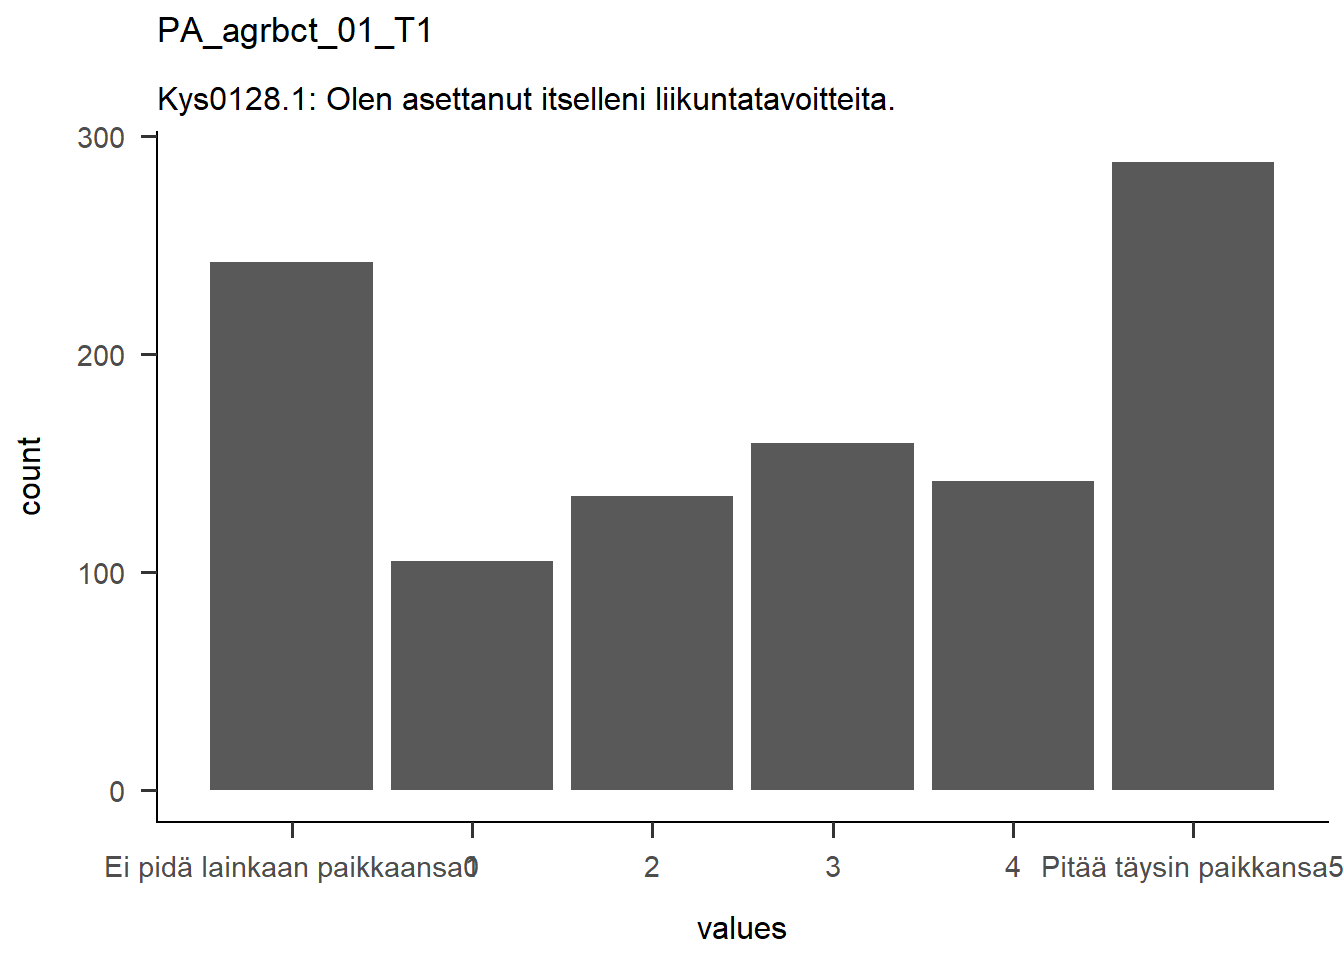 PA_agrbct_01_T1
Kys0128.1: Olen asettanut itselleni liikuntatavoitteita.
300
200
100
0
count
Ei pidä lainkaan paikkaansa0 1 2 3 4 Pitää täysin paikkansa5
values